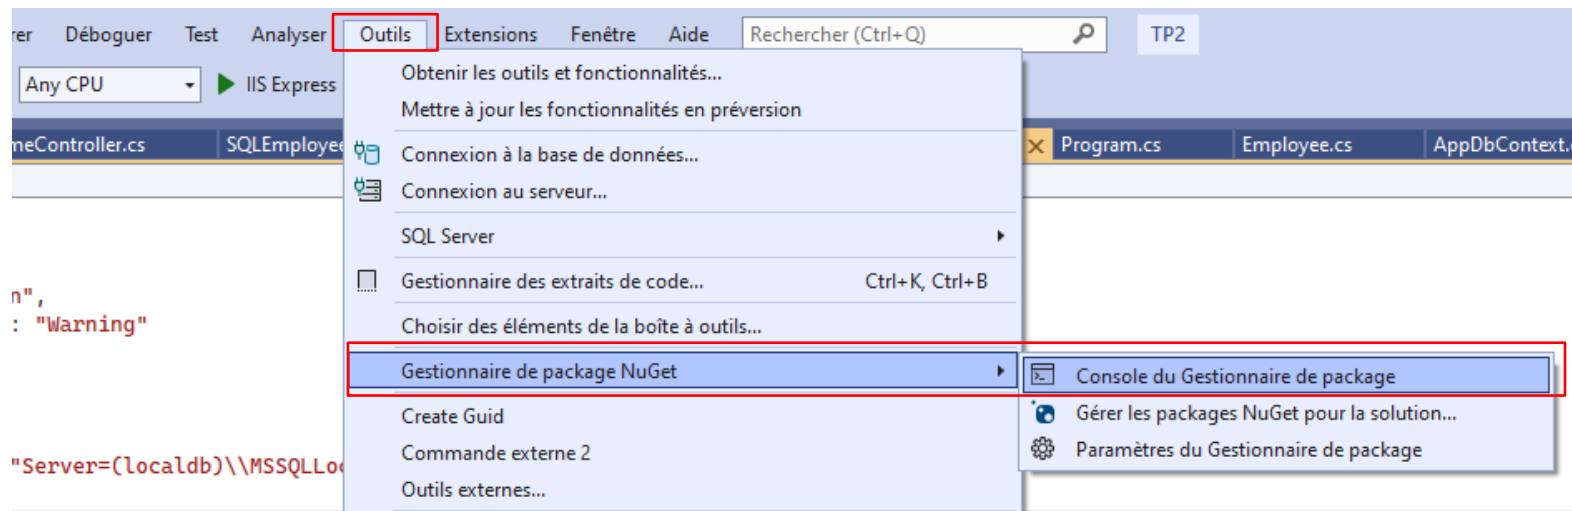 rer Déboguer Test Analyser Outils Extensions Fenêtre Aide Rechercher (Ctrl+Q) TP2
Any CPU IIS Express
Obtenir les outils et fonctionnalités...
Mettre à jour les fonctionnalités en préversion
meController.cs SQLEmployee Program.cs Employee.cs AppDbContext.c
Connexion à la base de données...
Connexion au serveur...
SQL Server
Gestionnaire des extraits de code... Ctrl+K, Ctrl+B
n",
: "Warning"
Choisir des éléments de la boîte à outils...
Gestionnaire de package NuGet
Console du Gestionnaire de package
Gérer les packages NuGet pour la solution...
Paramètres du Gestionnaire de package
Create Guid
Commande externe 2
"Server=(localdb)\\MSSQLLoc
Outils externes...